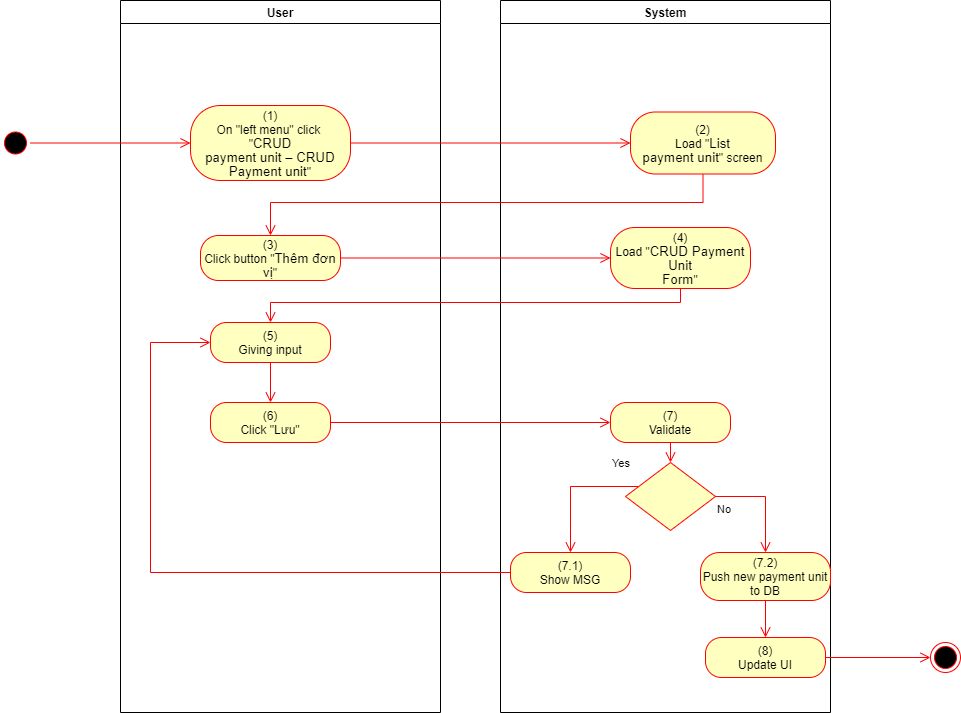 User
System
(1)
On "left menu" click
"CRUD
payment unit – CRUD
Payment unit"
(2)
Load "List
payment unit" screen
(3)
Click button "Thêm đơn
vị"
(4)
Load "CRUD Payment
Unit
Form"
(5)
Giving input
(6)
Click "Lưu"
(7)
Validate
Yes
No
(7.1)
Show MSG
(7.2)
Push new payment unit
to DB
(8)
Update UI